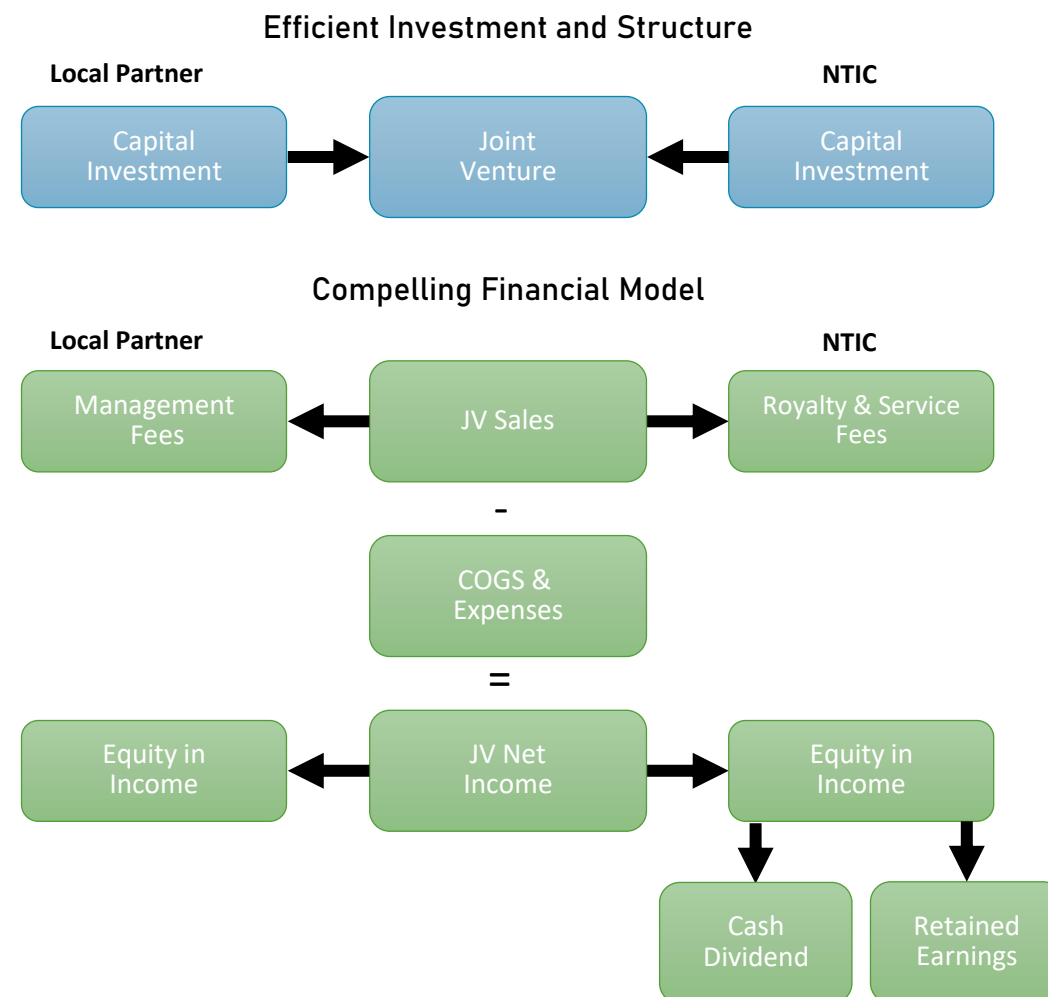 Efficient Investment and Structure
Local Partner
NTIC
Capital
Investment
Joint
Venture
Capital
Investment
Compelling Financial Model
Local Partner
NTIC
Management
Fees
JV Sales
Royalty & Service
Fees
-
COGS &
Expenses
=
Equity in
Income
JV Net
Income
Equity in
Income
Cash
Dividend
Retained
Earnings